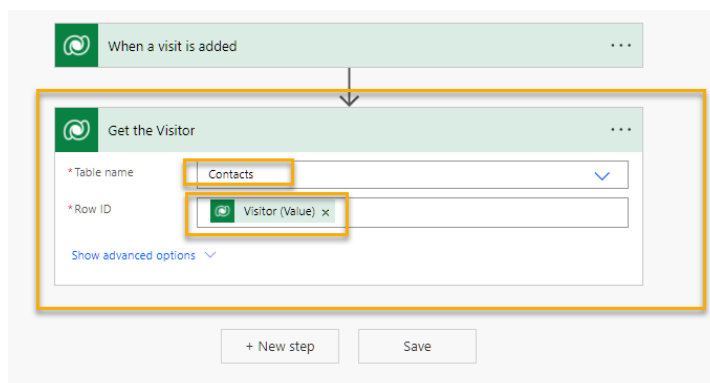 When a visit is added
Get the Visitor
* Table name
Contacts
* Row ID
Visitor (Value) ×
Show advanced options
+ New step
Save